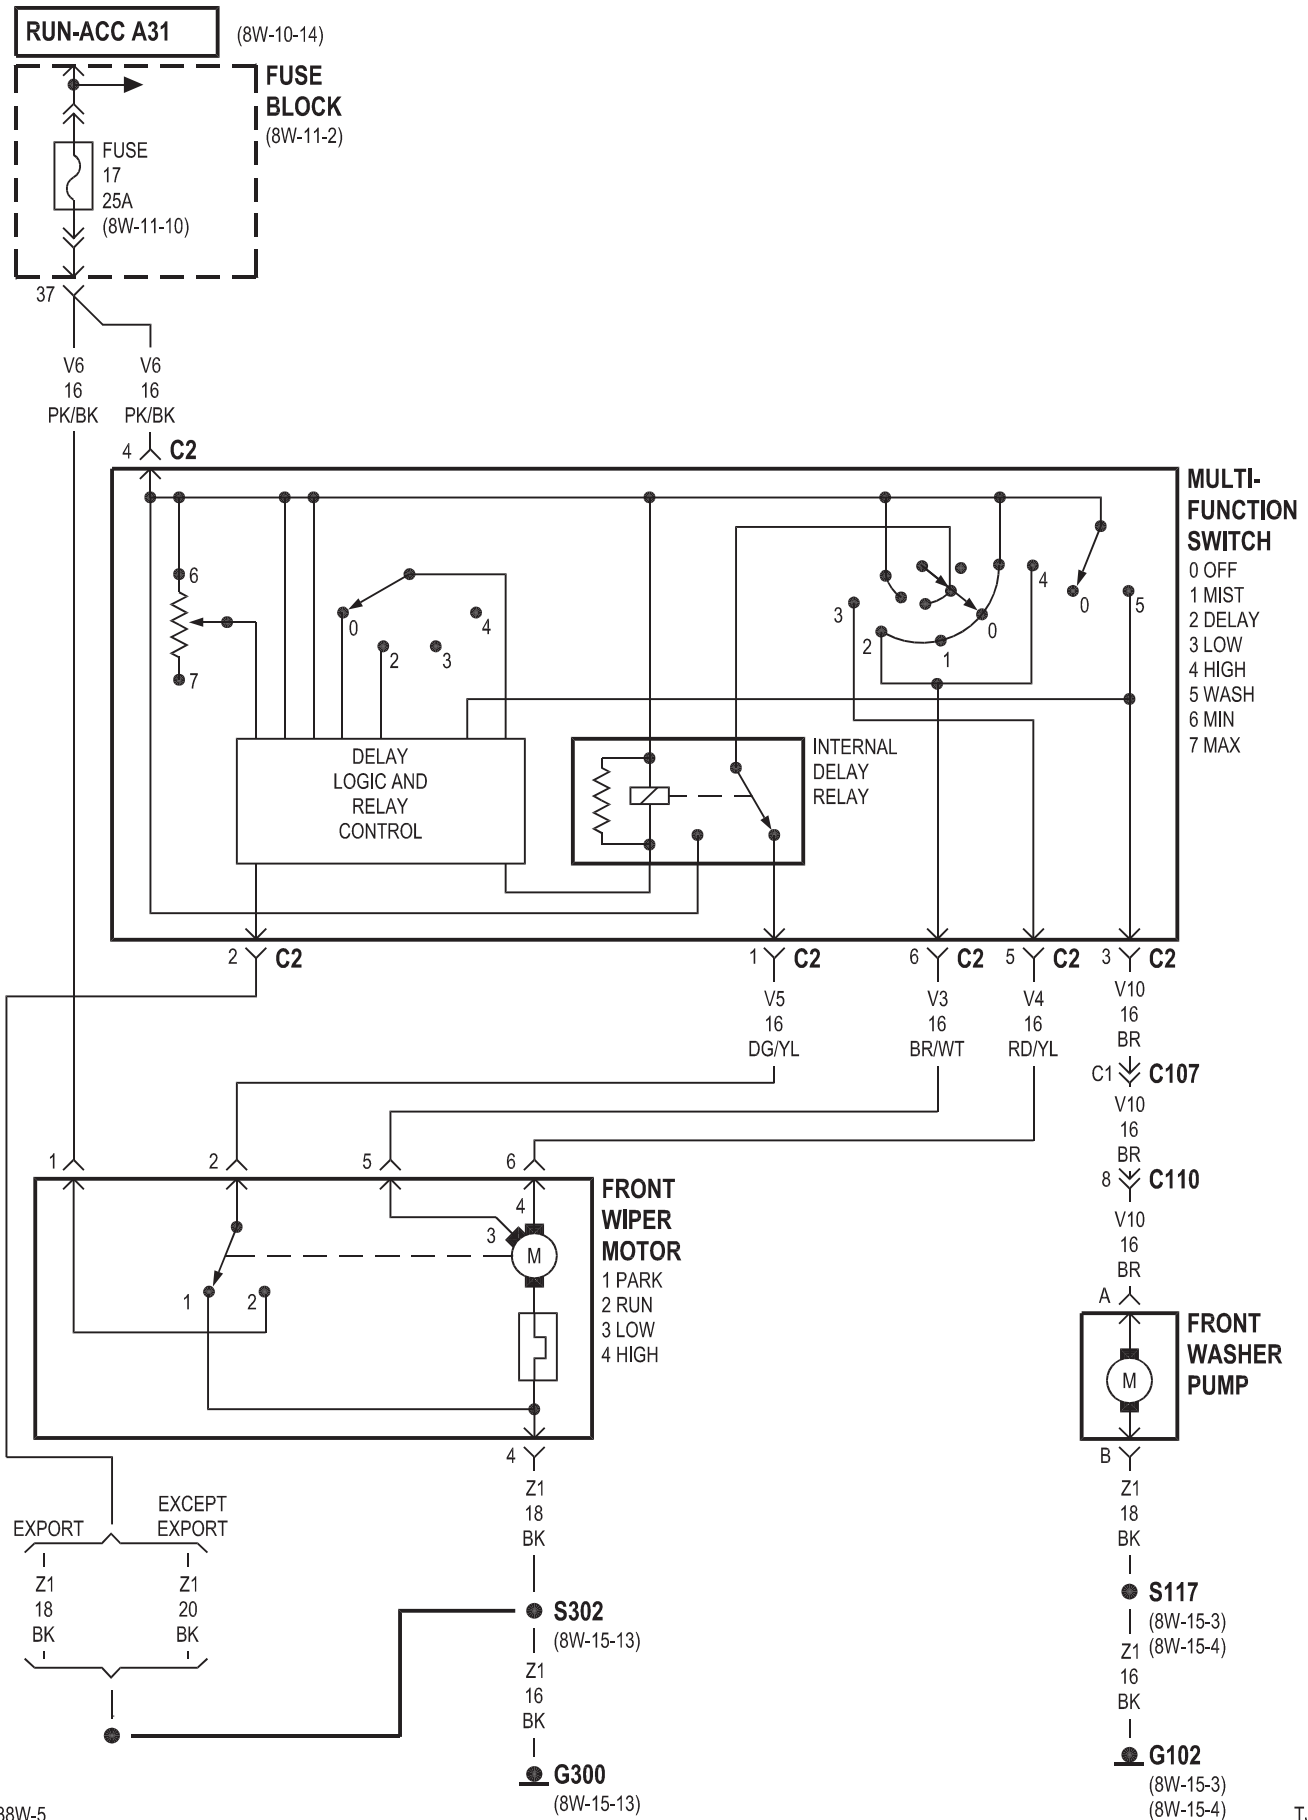 RUN-ACC A31
(8W-10-14)
FUSE
BLOCK
(8W-11-2)
FUSE
17
25A
(8W-11-10)
37
V6
16
PK/BK
V6
16
PK/BK
4
C2
MULTI-
FUNCTION
SWITCH
0 OFF
1 MIST
2 DELAY
3 LOW
4 HIGH
5 WASH
6 MIN
7 MAX
6
7
0
2
3
4
3
2
1
0
4
0
5
DELAY
LOGIC AND
RELAY
CONTROL
INTERNAL
DELAY
RELAY
2
C2
1
C2
6
C2
5
C2
3
C2
V5
16
DG/YL
V3
16
BR/WT
V4
16
RD/YL
V10
16
BR
C1
C107
V10
16
BR
8
C110
V10
16
BR
A
1
2
5
6
FRONT
WIPER
MOTOR
1 PARK
2 RUN
3 LOW
4 HIGH
4
3
M
1
2
4
FRONT
WASHER
PUMP
M
B
Z1
18
BK
S302
(8W-15-13)
Z1
16
BK
G300
(8W-15-13)
Z1
18
BK
S117
(8W-15-3)
(8W-15-4)
Z1
16
BK
G102
(8W-15-3)
(8W-15-4)
EXPORT
EXCEPT
EXPORT
Z1
18
BK
Z1
20
BK